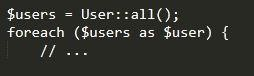 $users = User::all();
foreach ($users as $user) {
    // ...